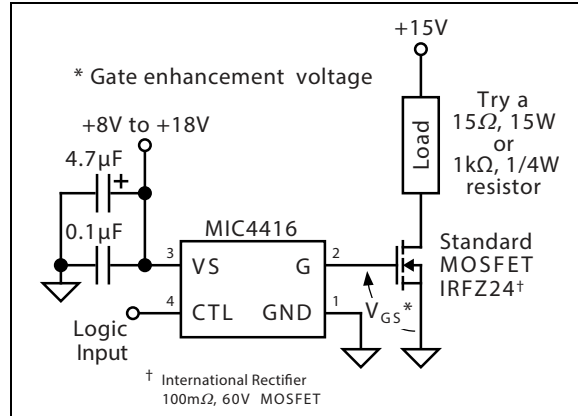 +15V
* Gate enhancement voltage
+8V to +18V
4.7µF
+
0.1µF
Try a
15Ω, 15W
or
1kΩ, 1/4W
resistor
Load
MIC4416
3
VS
G
2
4
CTL
GND
1
Logic
Input
VGS*
Standard
MOSFET
IRFZ24†
† International Rectifier
100mΩ, 60V MOSFET